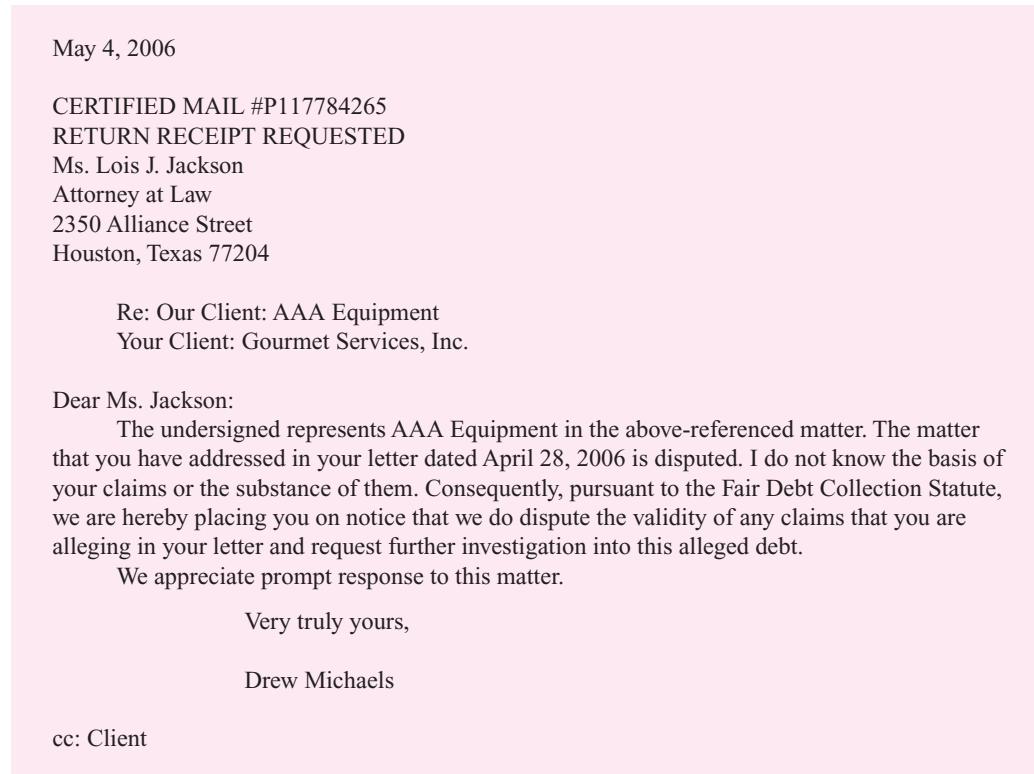 May 4, 2006
CERTIFIED MAIL #P117784265
RETURN RECEIPT REQUESTED
Ms. Lois J. Jackson
Attorney at Law
2350 Alliance Street
Houston, Texas 77204
Re: Our Client: AAA Equipment
Your Client: Gourmet Services, Inc.
Dear Ms. Jackson:
The undersigned represents AAA Equipment in the above-referenced matter. The matter
that you have addressed in your letter dated April 28, 2006 is disputed. I do not know the basis of
your claims or the substance of them. Consequently, pursuant to the Fair Debt Collection Statute,
we are hereby placing you on notice that we do dispute the validity of any claims that you are
alleging in your letter and request further investigation into this alleged debt.
We appreciate prompt response to this matter.
Very truly yours,
Drew Michaels
cc: Client